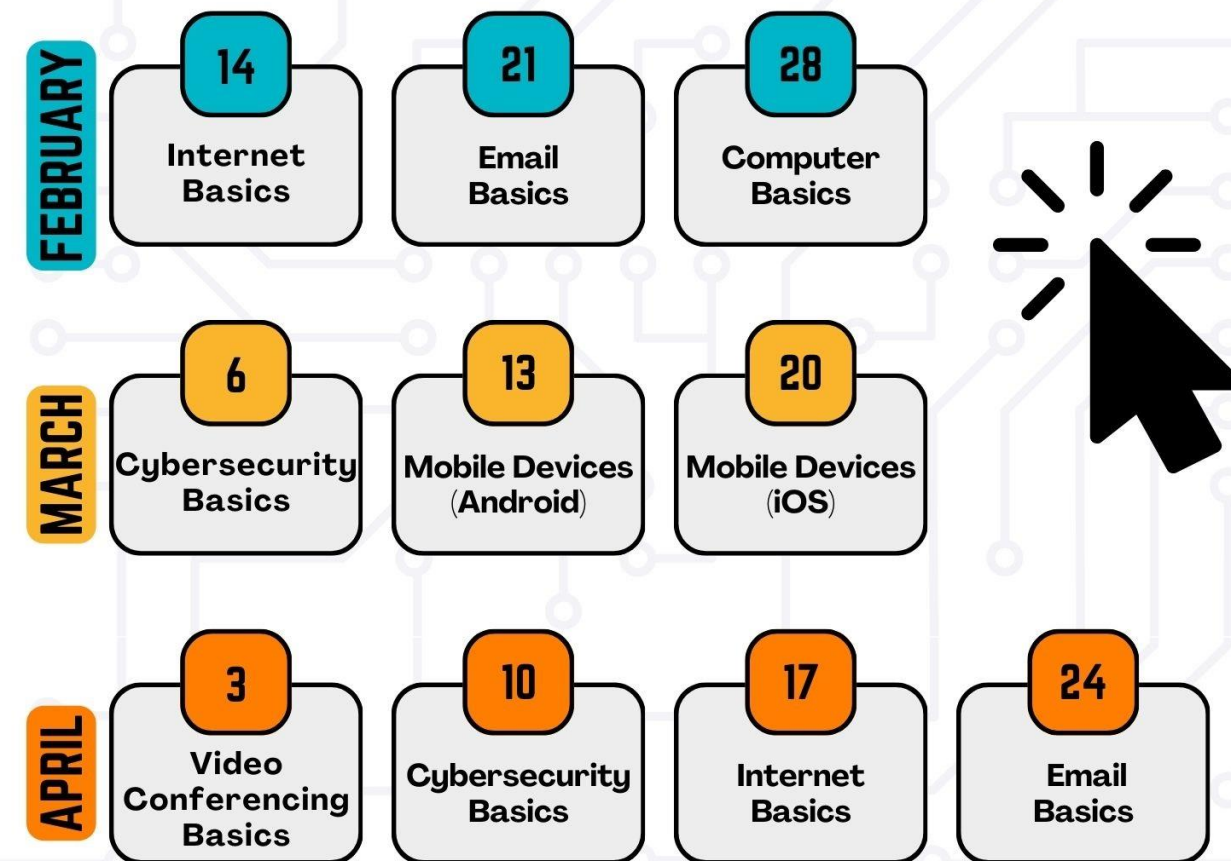 FEBRUARY
14
Internet
Basics
21
Email
Basics
28
Computer
Basics
MARCH
6
Cybersecurity
Basics
13
Mobile Devices
(Android)
20
Mobile Devices
(iOS)
APRIL
3
Video
Conferencing
Basics
10
Cybersecurity
Basics
17
Internet
Basics
24
Email
Basics